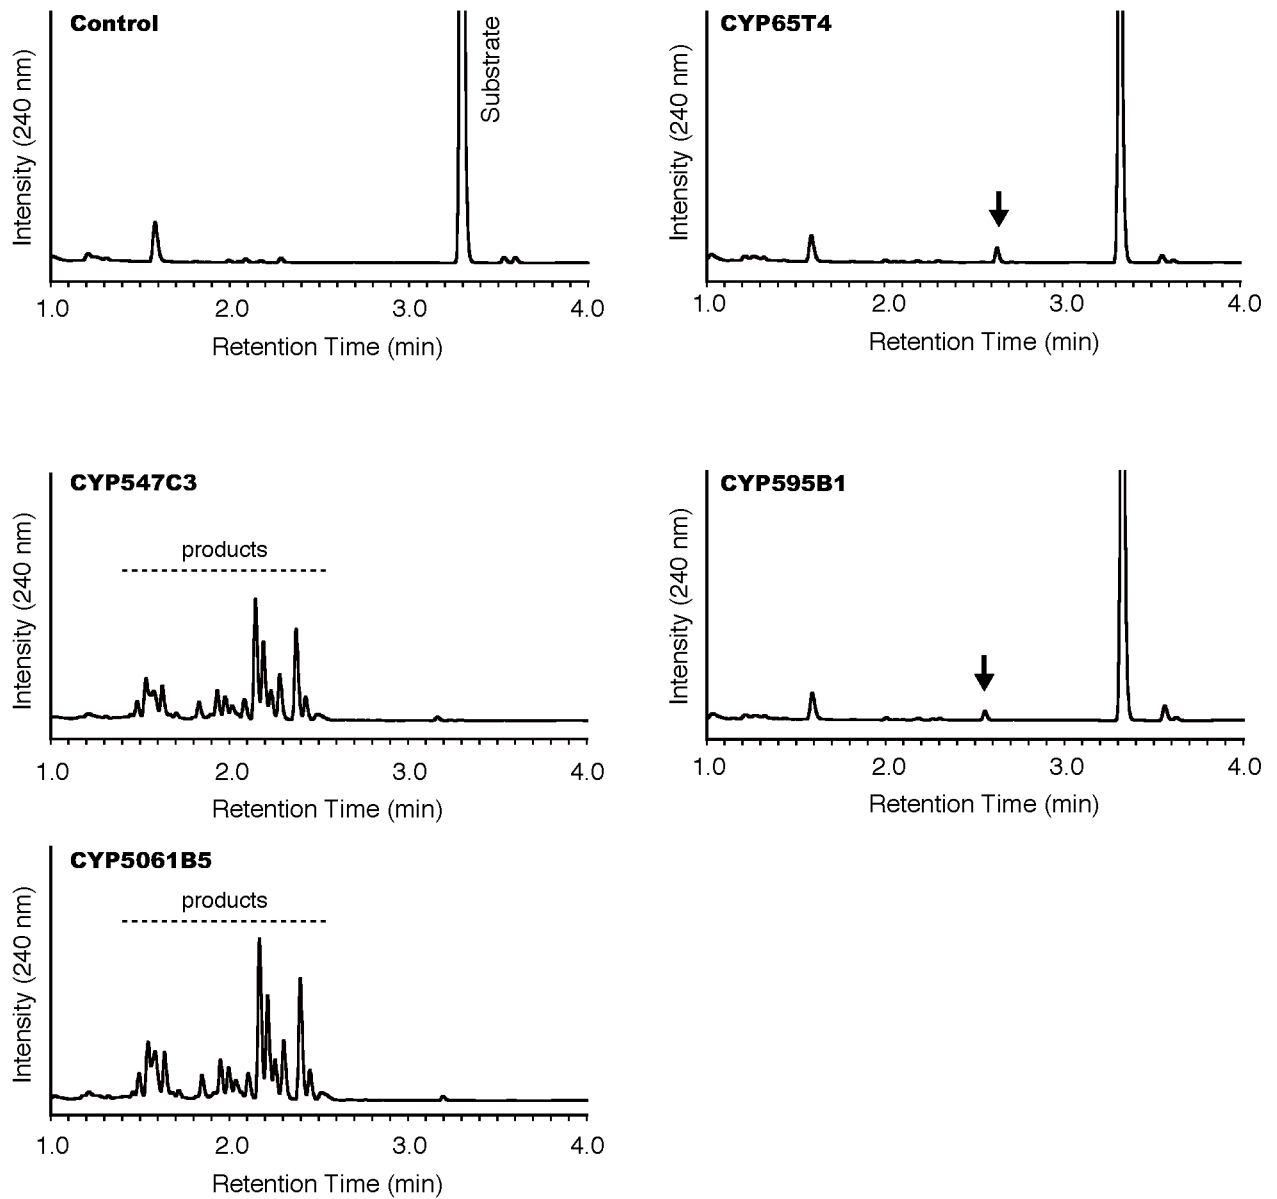 Control
Substrate
Intensity (240 nm)
1.0 2.0 3.0 4.0
Retention Time (min)
CYP65T4
Intensity (240 nm)
1.0 2.0 3.0 4.0
Retention Time (min)
CYP547C3
products
Intensity (240 nm)
1.0 2.0 3.0 4.0
Retention Time (min)
CYP595B1
Intensity (240 nm)
1.0 2.0 3.0 4.0
Retention Time (min)
CYP5061B5
products
Intensity (240 nm)
1.0 2.0 3.0 4.0
Retention Time (min)